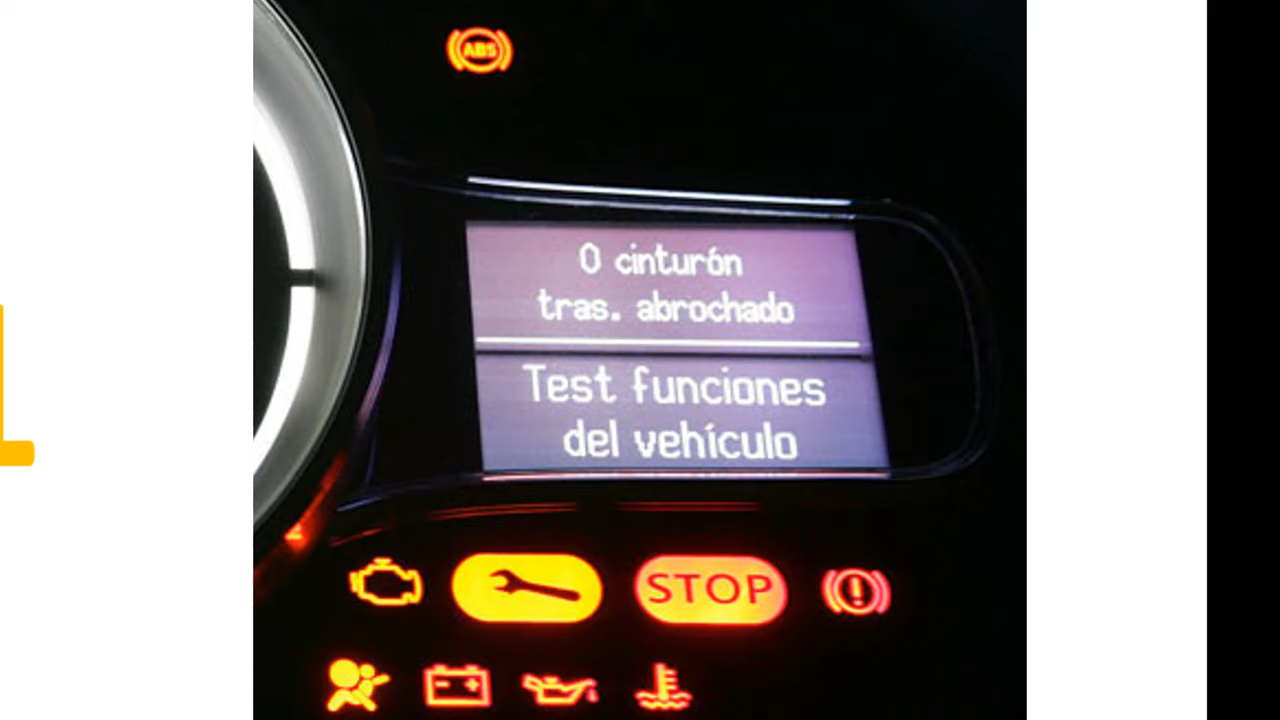 ABS
0 cinturón
tras. abrochado
Test funciones
del vehículo
STOP